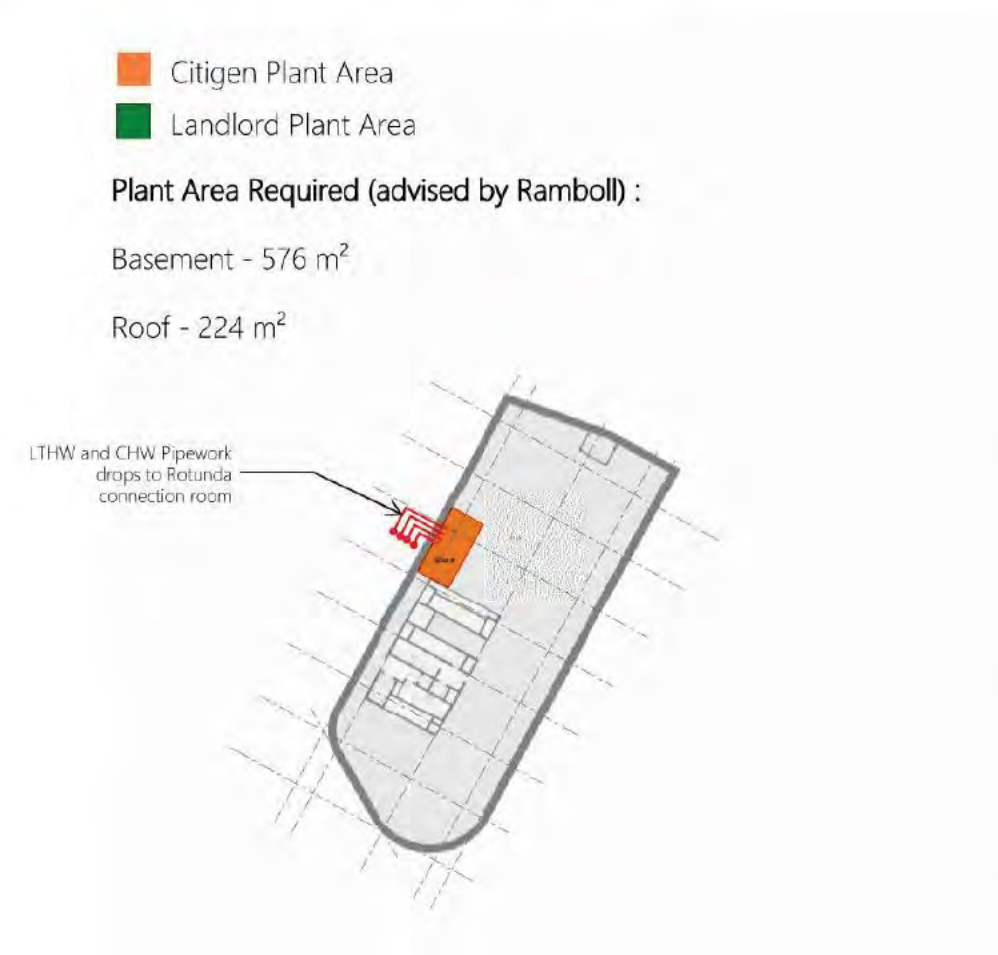 Citigen Plant Area
Landlord Plant Area
Plant Area Required (advised by Ramboll) :
Basement - 576 m²
Roof - 224 m²
LTHW and CHW Pipework
drops to Rotunda
connection room